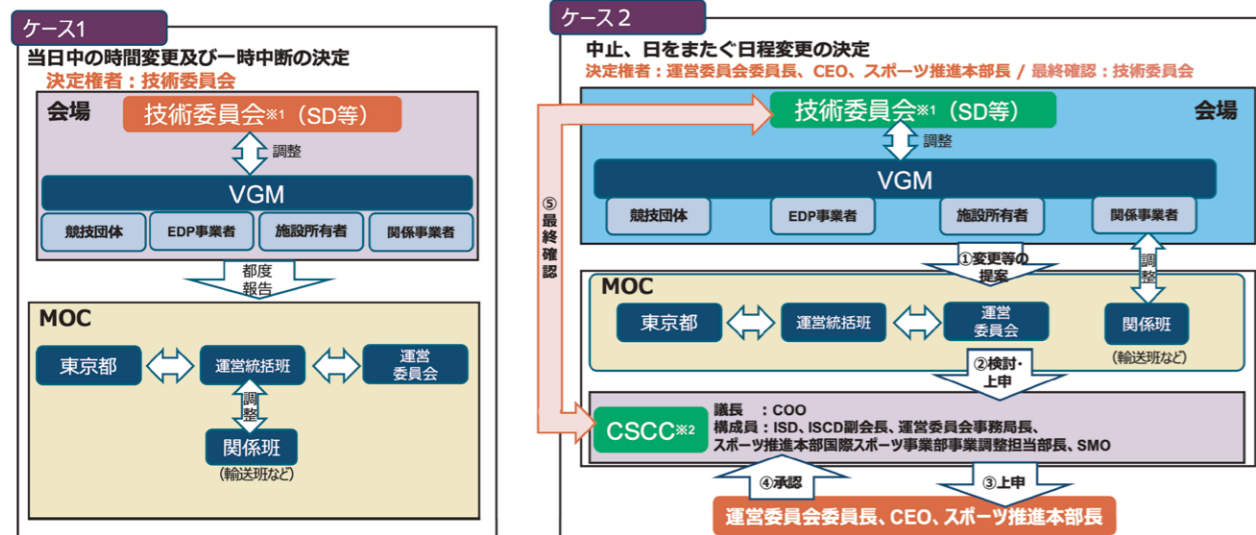 ケース1
当日中の時間変更及び一時中断の決定
決定権者：技術委員会
会場
技術委員会※1（SD等）
調整
VGM
競技団体
EDP事業者
施設所有者
関係事業者
都度
報告
MOC
東京都
運営統括班
運営
委員会
調
整
関係班
（輸送班など）
ケース2
中止、日をまたぐ日程変更の決定
決定権者：運営委員会委員長、CEO、スポーツ推進本部長 / 最終確認：技術委員会
技術委員会※1（SD等）
会場
調整
VGM
競技団体
EDP事業者
施設所有者
関係事業者
①変更等の
提案
調
整
MOC
東京都
運営統括班
運営
委員会
関係班
（輸送班など）
②検討・
上申
⑤
最
終
確
認
CSCC※2
議長　：COO
構成員：ISD、ISCD副会長、運営委員会事務局長、
スポーツ推進本部国際スポーツ事業部事業調整担当部長、SMO
④承認
③上申
運営委員会委員長、CEO、スポーツ推進本部長